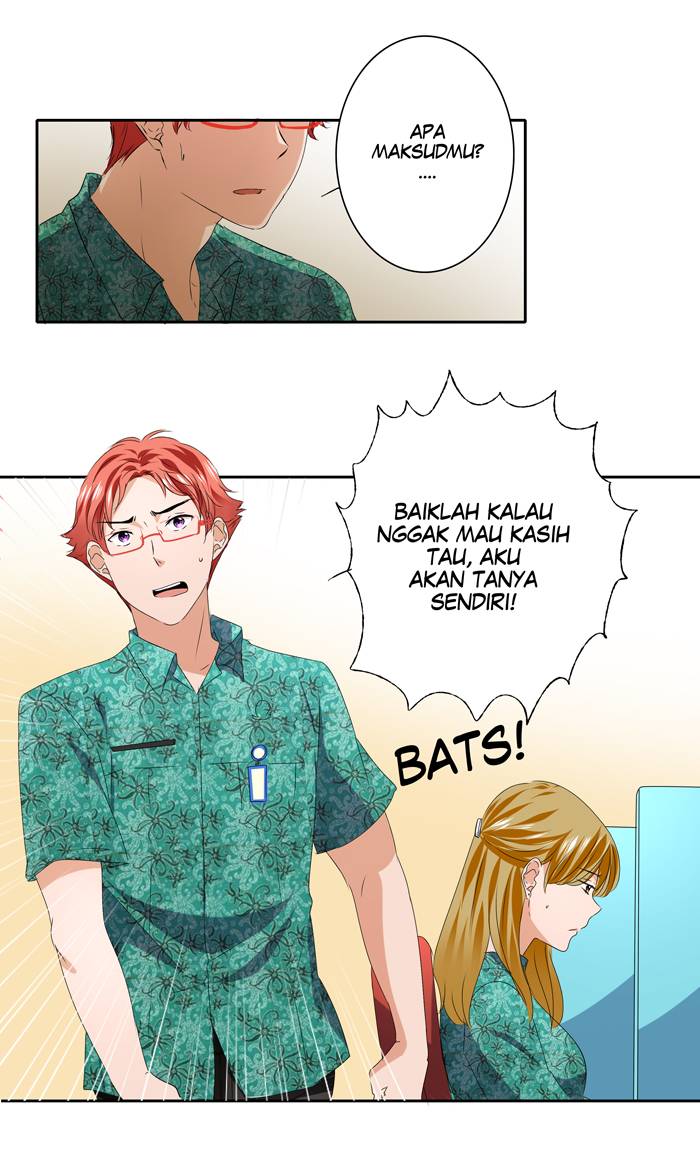 APA
MAKSUDMU?
....
BAIKLAH KALAU
NGGAK MAU KASIH
TAU, AKU
AKAN TANYA
SENDIRI!
BATS!